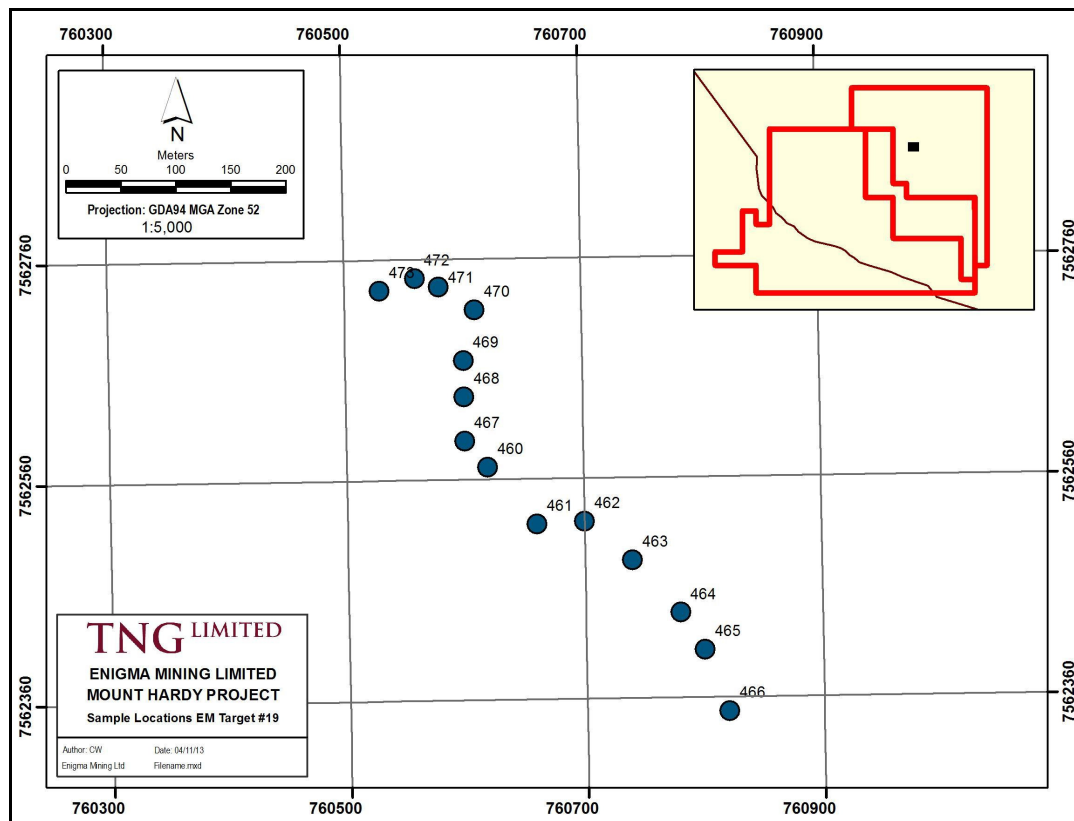 760300 760500 760700 760900
N
Meters
0 50 100 150 200
Projection: GDA94 MGA Zone 52
1:5,000
7562760
7562760
472
473
471
470
469
468
467
460
7562560
7562560
461
462
463
464
465
466
7562360
7562360
TNG LIMITED
ENIGMA MINING LIMITED
MOUNT HARDY PROJECT
Sample Locations EM Target #19
Author: CW Date: 04/11/13
Enigma Mining Ltd Filename.mxd
760300 760500 760700 760900